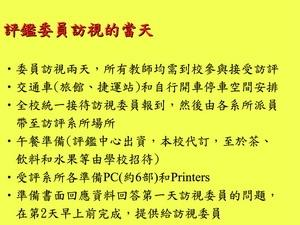 評鑑委員訪視的當天
• 委員訪視兩天，所有教師均需到校參與接受訪評
• 交通車(旅館、捷運站)和自行開車停車空間安排
• 全校統一接待訪視委員報到，然後由各系所派員
帶至訪評系所場所
• 午餐準備(評鑑中心出資，本校代訂，至於茶、
飲料和水果等由學校招待)
• 受評系所各準備PC(約6部)和Printers
• 準備書面回應資料回答第一天訪視委員的問題，
在第2天早上前完成，提供給訪視委員